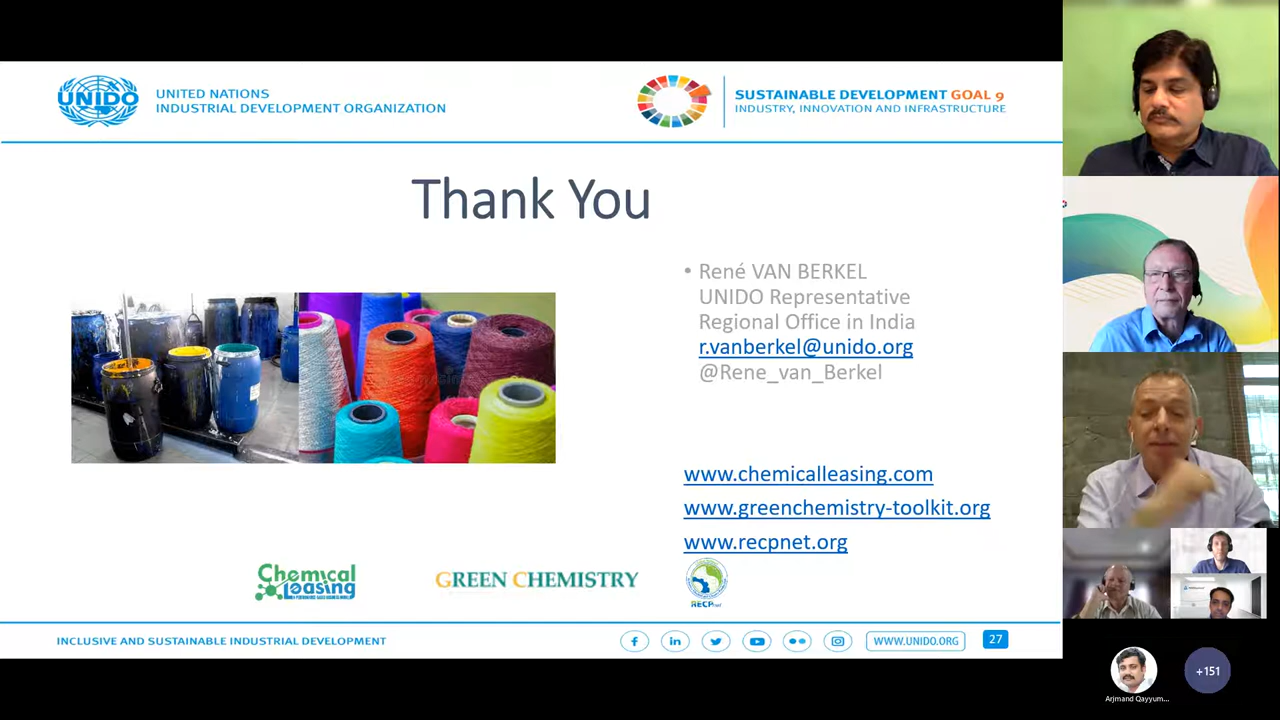 UNIDO
UNITED NATIONS
INDUSTRIAL DEVELOPMENT ORGANIZATION
SUSTAINABLE DEVELOPMENT GOAL 9
INDUSTRY, INNOVATION AND INFRASTRUCTURE
Thank You
• René VAN BERKEL
UNIDO Representative
Regional Office in India
r.vanberkel@unido.org
@Rene_van_Berkel
www.chemicalleasing.com
www.greenchemistry-toolkit.org
www.recpnet.org
Chemical
Leasing
GREEN CHEMISTRY
RECPnet
INCLUSIVE AND SUSTAINABLE INDUSTRIAL DEVELOPMENT
WWW.UNIDO.ORG
27
+151
Arjmand Qayyum...